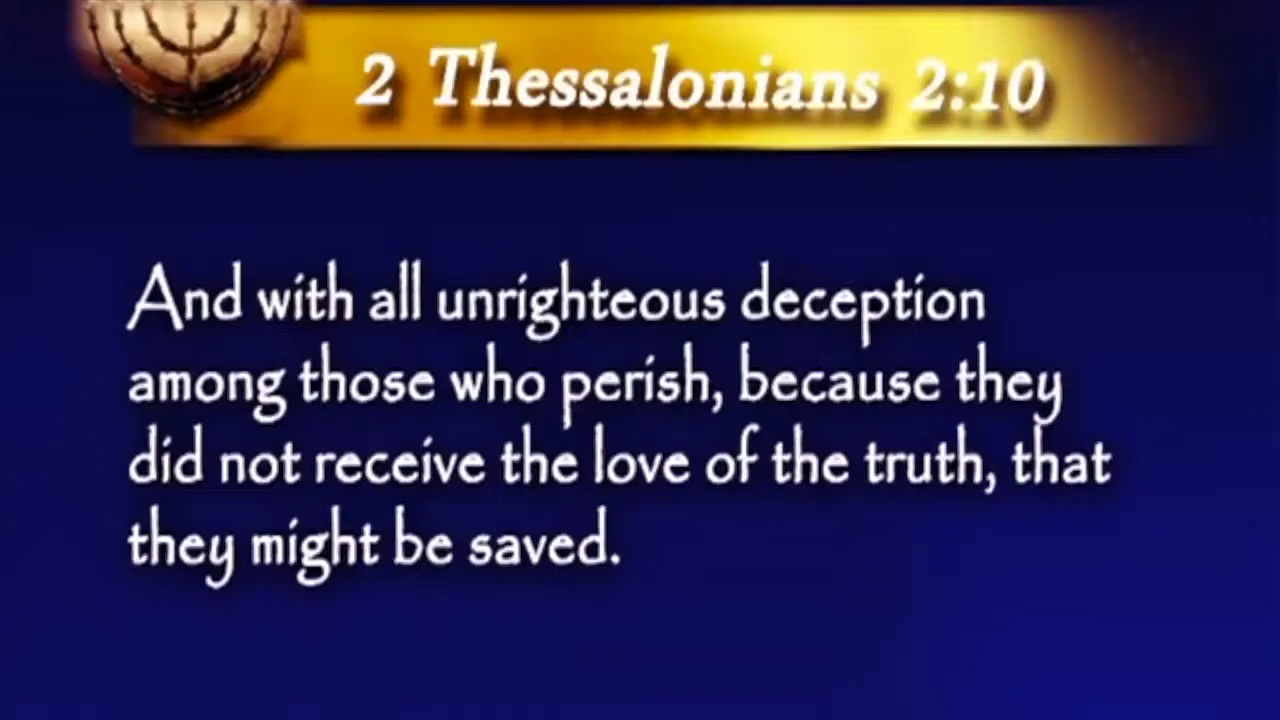 2 Thessalonians 2:10
And with all unrighteous deception
among those who perish, because they
did not receive the love of the truth, that
they might be saved.